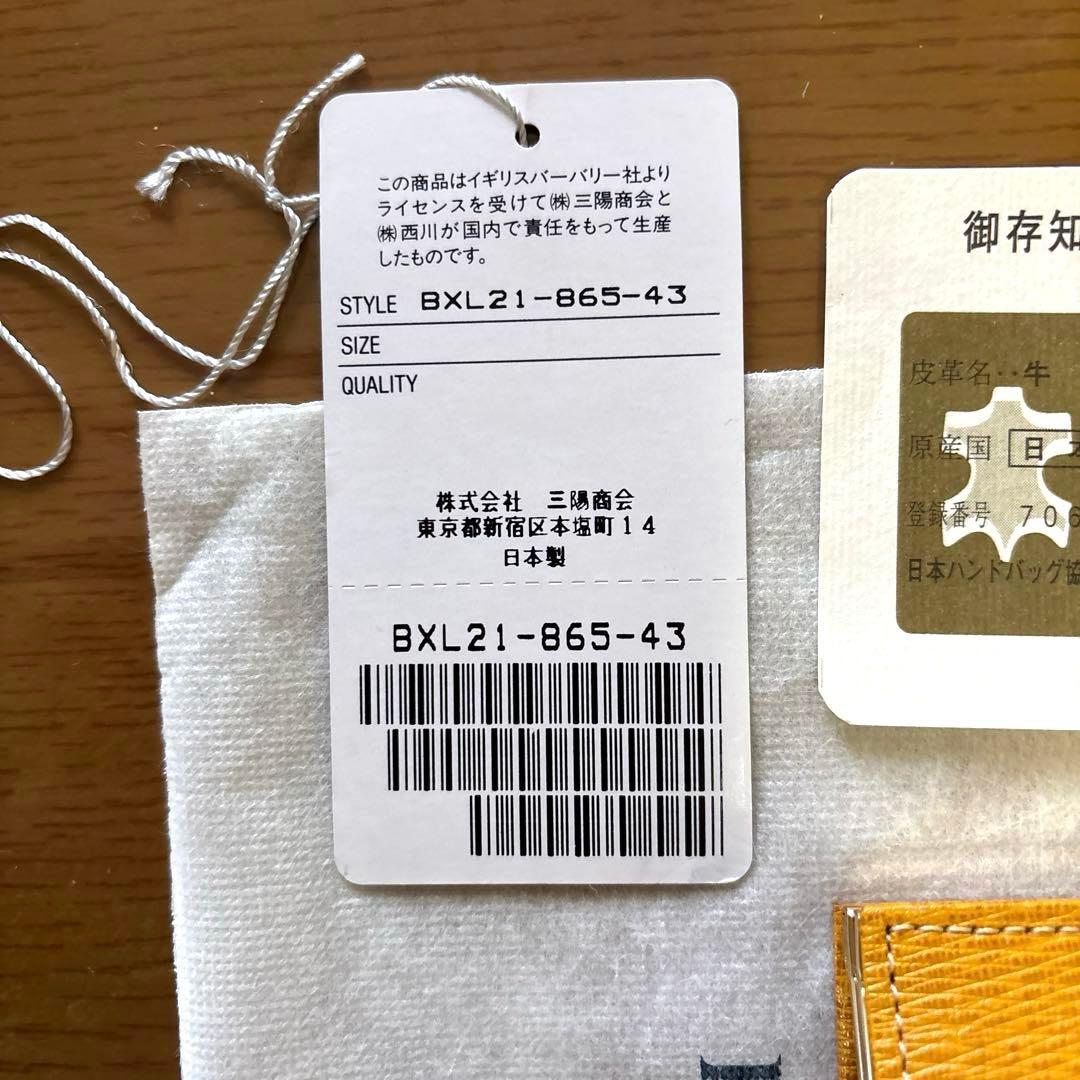 この商品はイギリスバーバリー社より
ライセンスを受けて㈱三陽商会と
㈱西川が国内で責任をもって生産
したものです。
STYLE BXL21-865-43
SIZE
QUALITY
株式会社 三陽商会
東京都新宿区本塩町14
日本製
BXL21-865-43
御存知
皮革名・・牛
原産国 日
登録番号 706
日本ハンドバッグ協